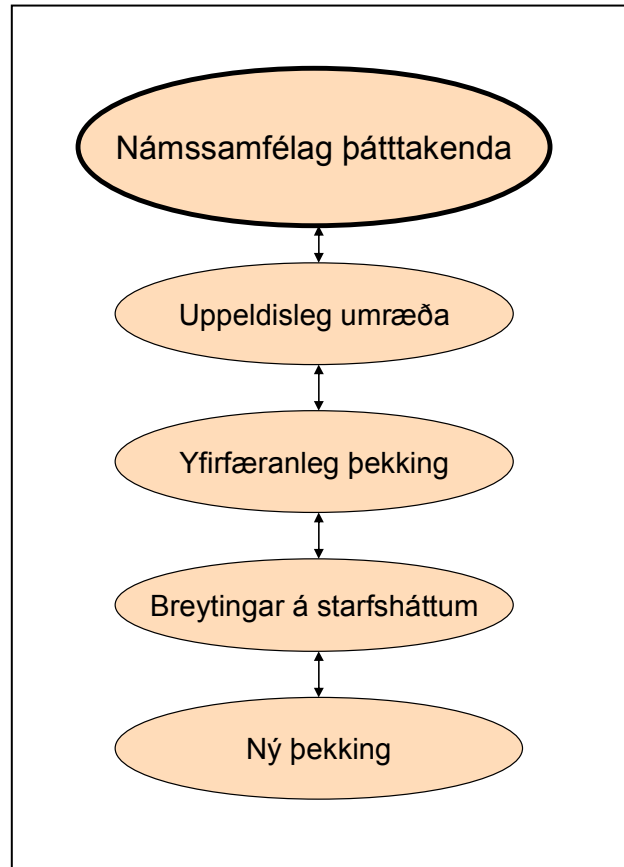 Námssamfélag þátttakenda
Uppeldisleg umræða
Yfirfæranleg þekking
Breytingar á starfsháttum
Ný þekking